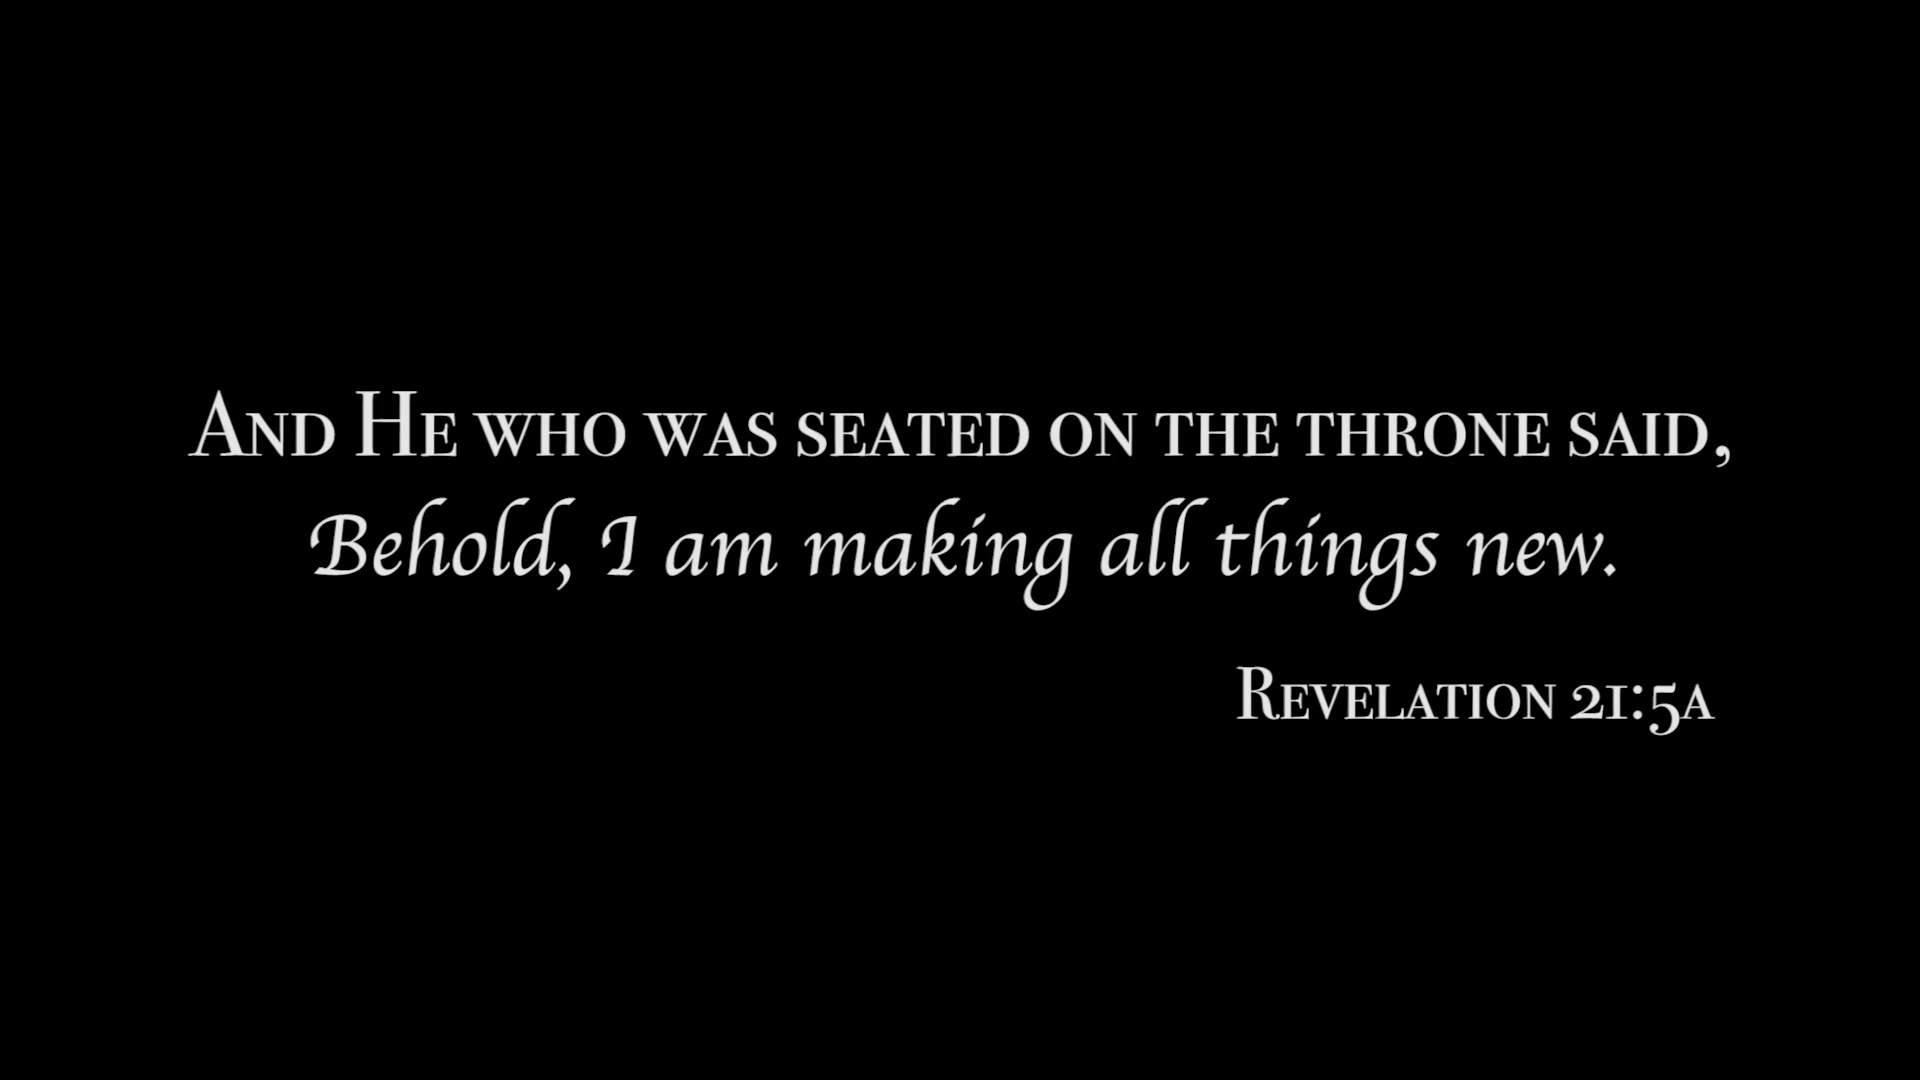 And He who was seated on the throne said,
Behold, I am making all things new.
Revelation 21:5a